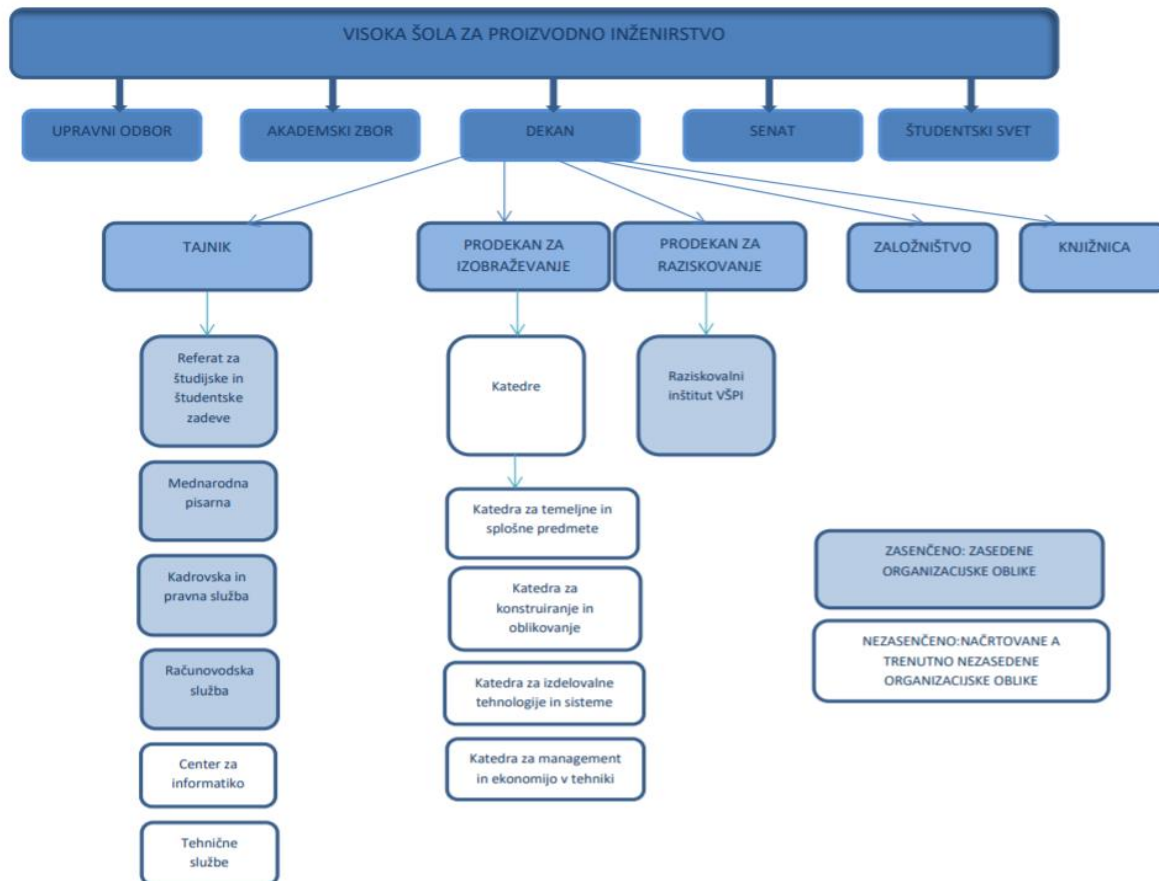 VISOKA ŠOLA ZA PROIZVODNO INŽENIRSTVO
UPRAVNI ODBOR
AKADEMSKI ZBOR
DEKAN
SENAT
ŠTUDENTSKI SVET
TAJNIK
PRODEKAN ZA
IZOBRAŽEVANJE
PRODEKAN ZA
RAZISKOVANJE
ZALOŽNIŠTVO
KNJIŽNICA
Referat za
študijske in
študentske
zadeve
Mednarodna
pisarna
Kadrovska in
pravna služba
Računovodska
služba
Center za
informatiko
Tehnične
službe
Katedre
Katedra za temeljne in
splošne predmete
Katedra za
konstruiranje in
oblikovanje
Katedra za izdelovalne
tehnologije in sisteme
Katedra za management
in ekonomijo v tehniki
Raziskovalni
inštitut VŠPI
ZASENČENO: ZASEDENE
ORGANIZACIJSKE OBLIKE
NEZASENČENO:NAČRTOVANE A
TRENUTNO NEZASEDENE
ORGANIZACIJSKE OBLIKE